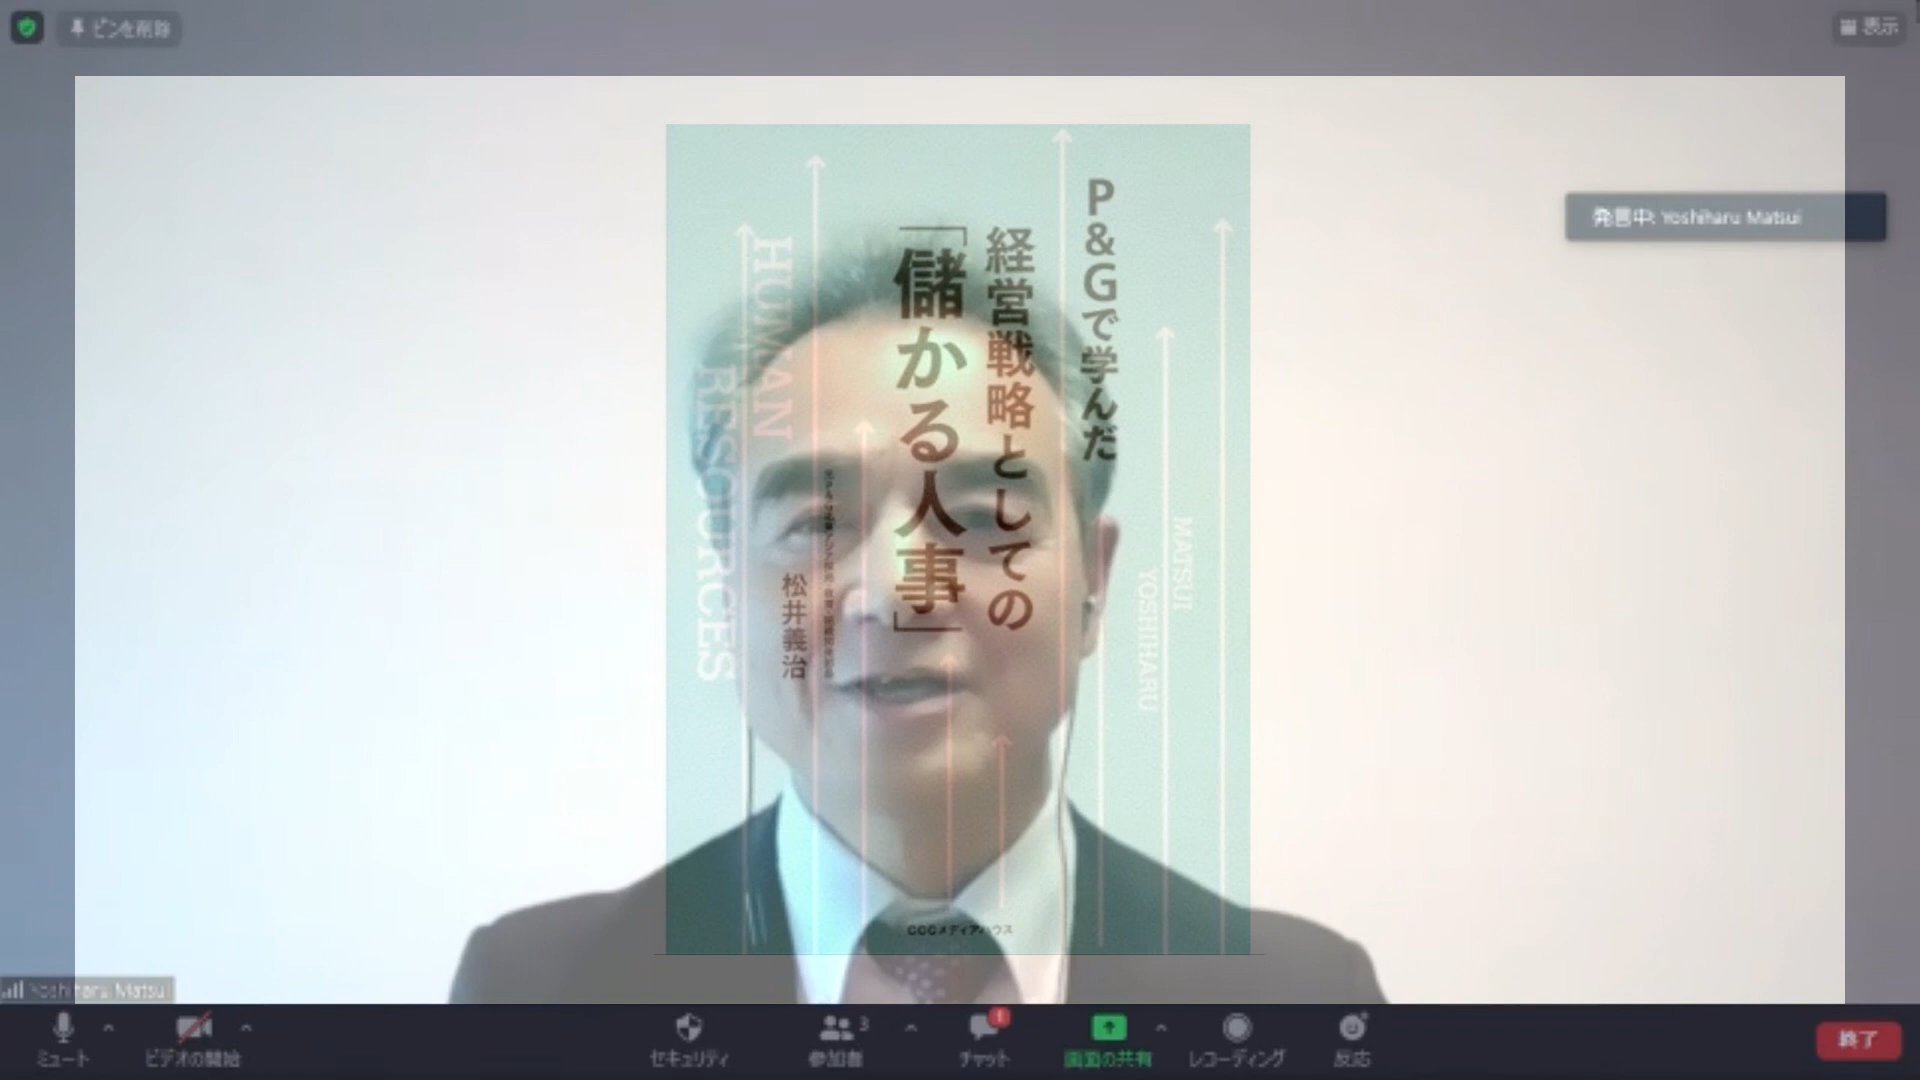 ピンを削除
表示
発言中: Yoshiharu Matsui
P&Gで学んだ
経営戦略としての
「儲かる人事」
松井義治
HUMAN
RESOURCES
MATSUI
YOSHIHARU
CCCメディアハウス
Yoshiharu Matsu
ミュート
ビデオの開始
セキュリティ
参加者
3
チャット
1
画面の共有
レコーディング
反応
終了